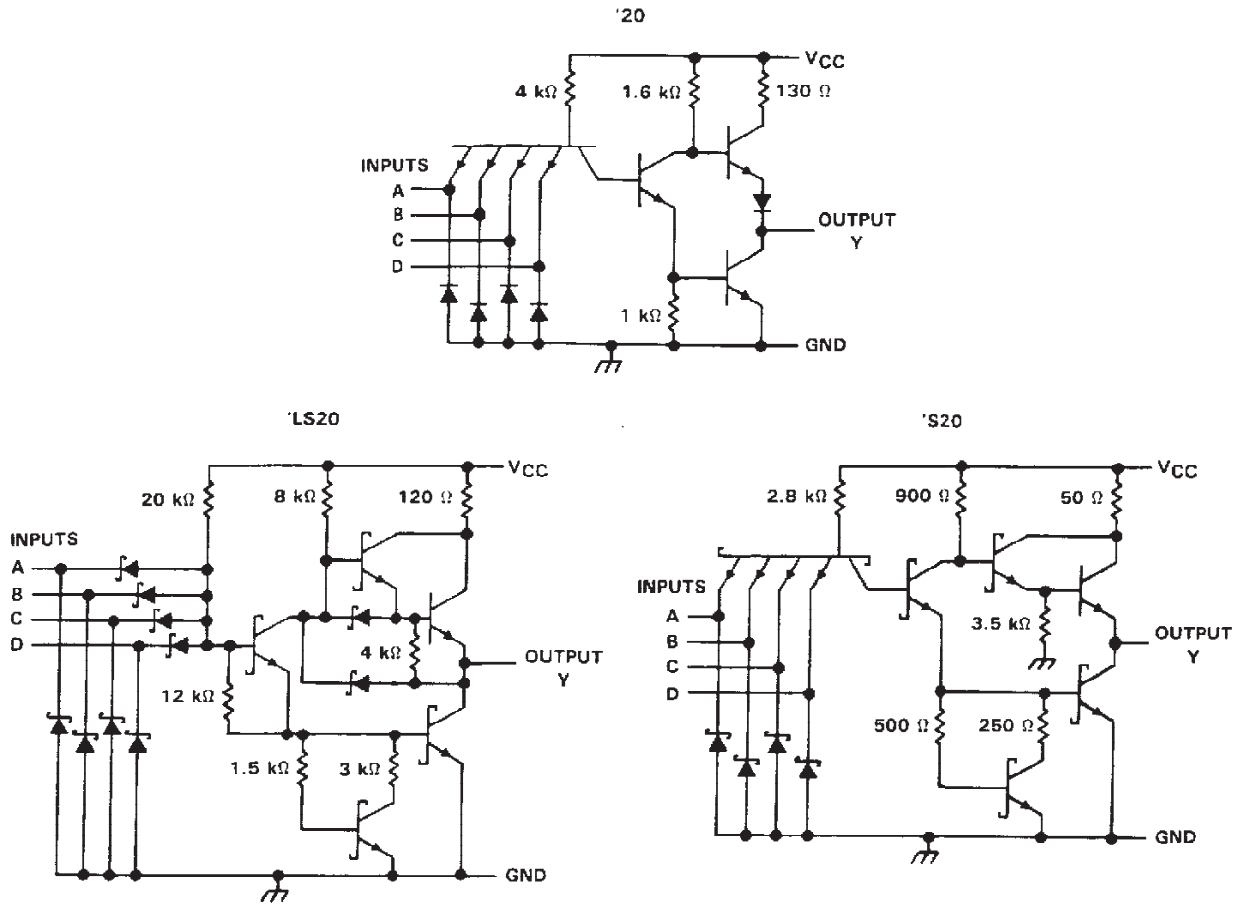 '20
VCC
4 kΩ
1.6 kΩ
130 Ω
INPUTS
A
B
C
D
OUTPUT
Y
1 kΩ
GND
'LS20
VCC
20 kΩ
8 kΩ
120 Ω
INPUTS
A
B
C
D
4 kΩ
OUTPUT
Y
12 kΩ
1.5 kΩ
3 kΩ
GND
'S20
VCC
2.8 kΩ
900 Ω
50 Ω
INPUTS
A
B
C
D
3.5 kΩ
OUTPUT
Y
500 Ω
250 Ω
GND